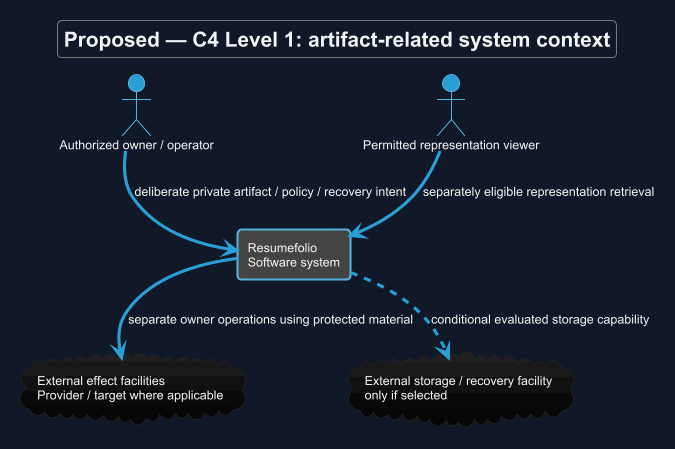 Proposed — C4 Level 1: artifact-related system context
Authorized owner / operator
Permitted representation viewer
deliberate private artifact / policy / recovery intent
separately eligible representation retrieval
Resumefolio
Software system
separate owner operations using protected material
conditional evaluated storage capability
External effect facilities
Provider / target where applicable
External storage / recovery facility
only if selected